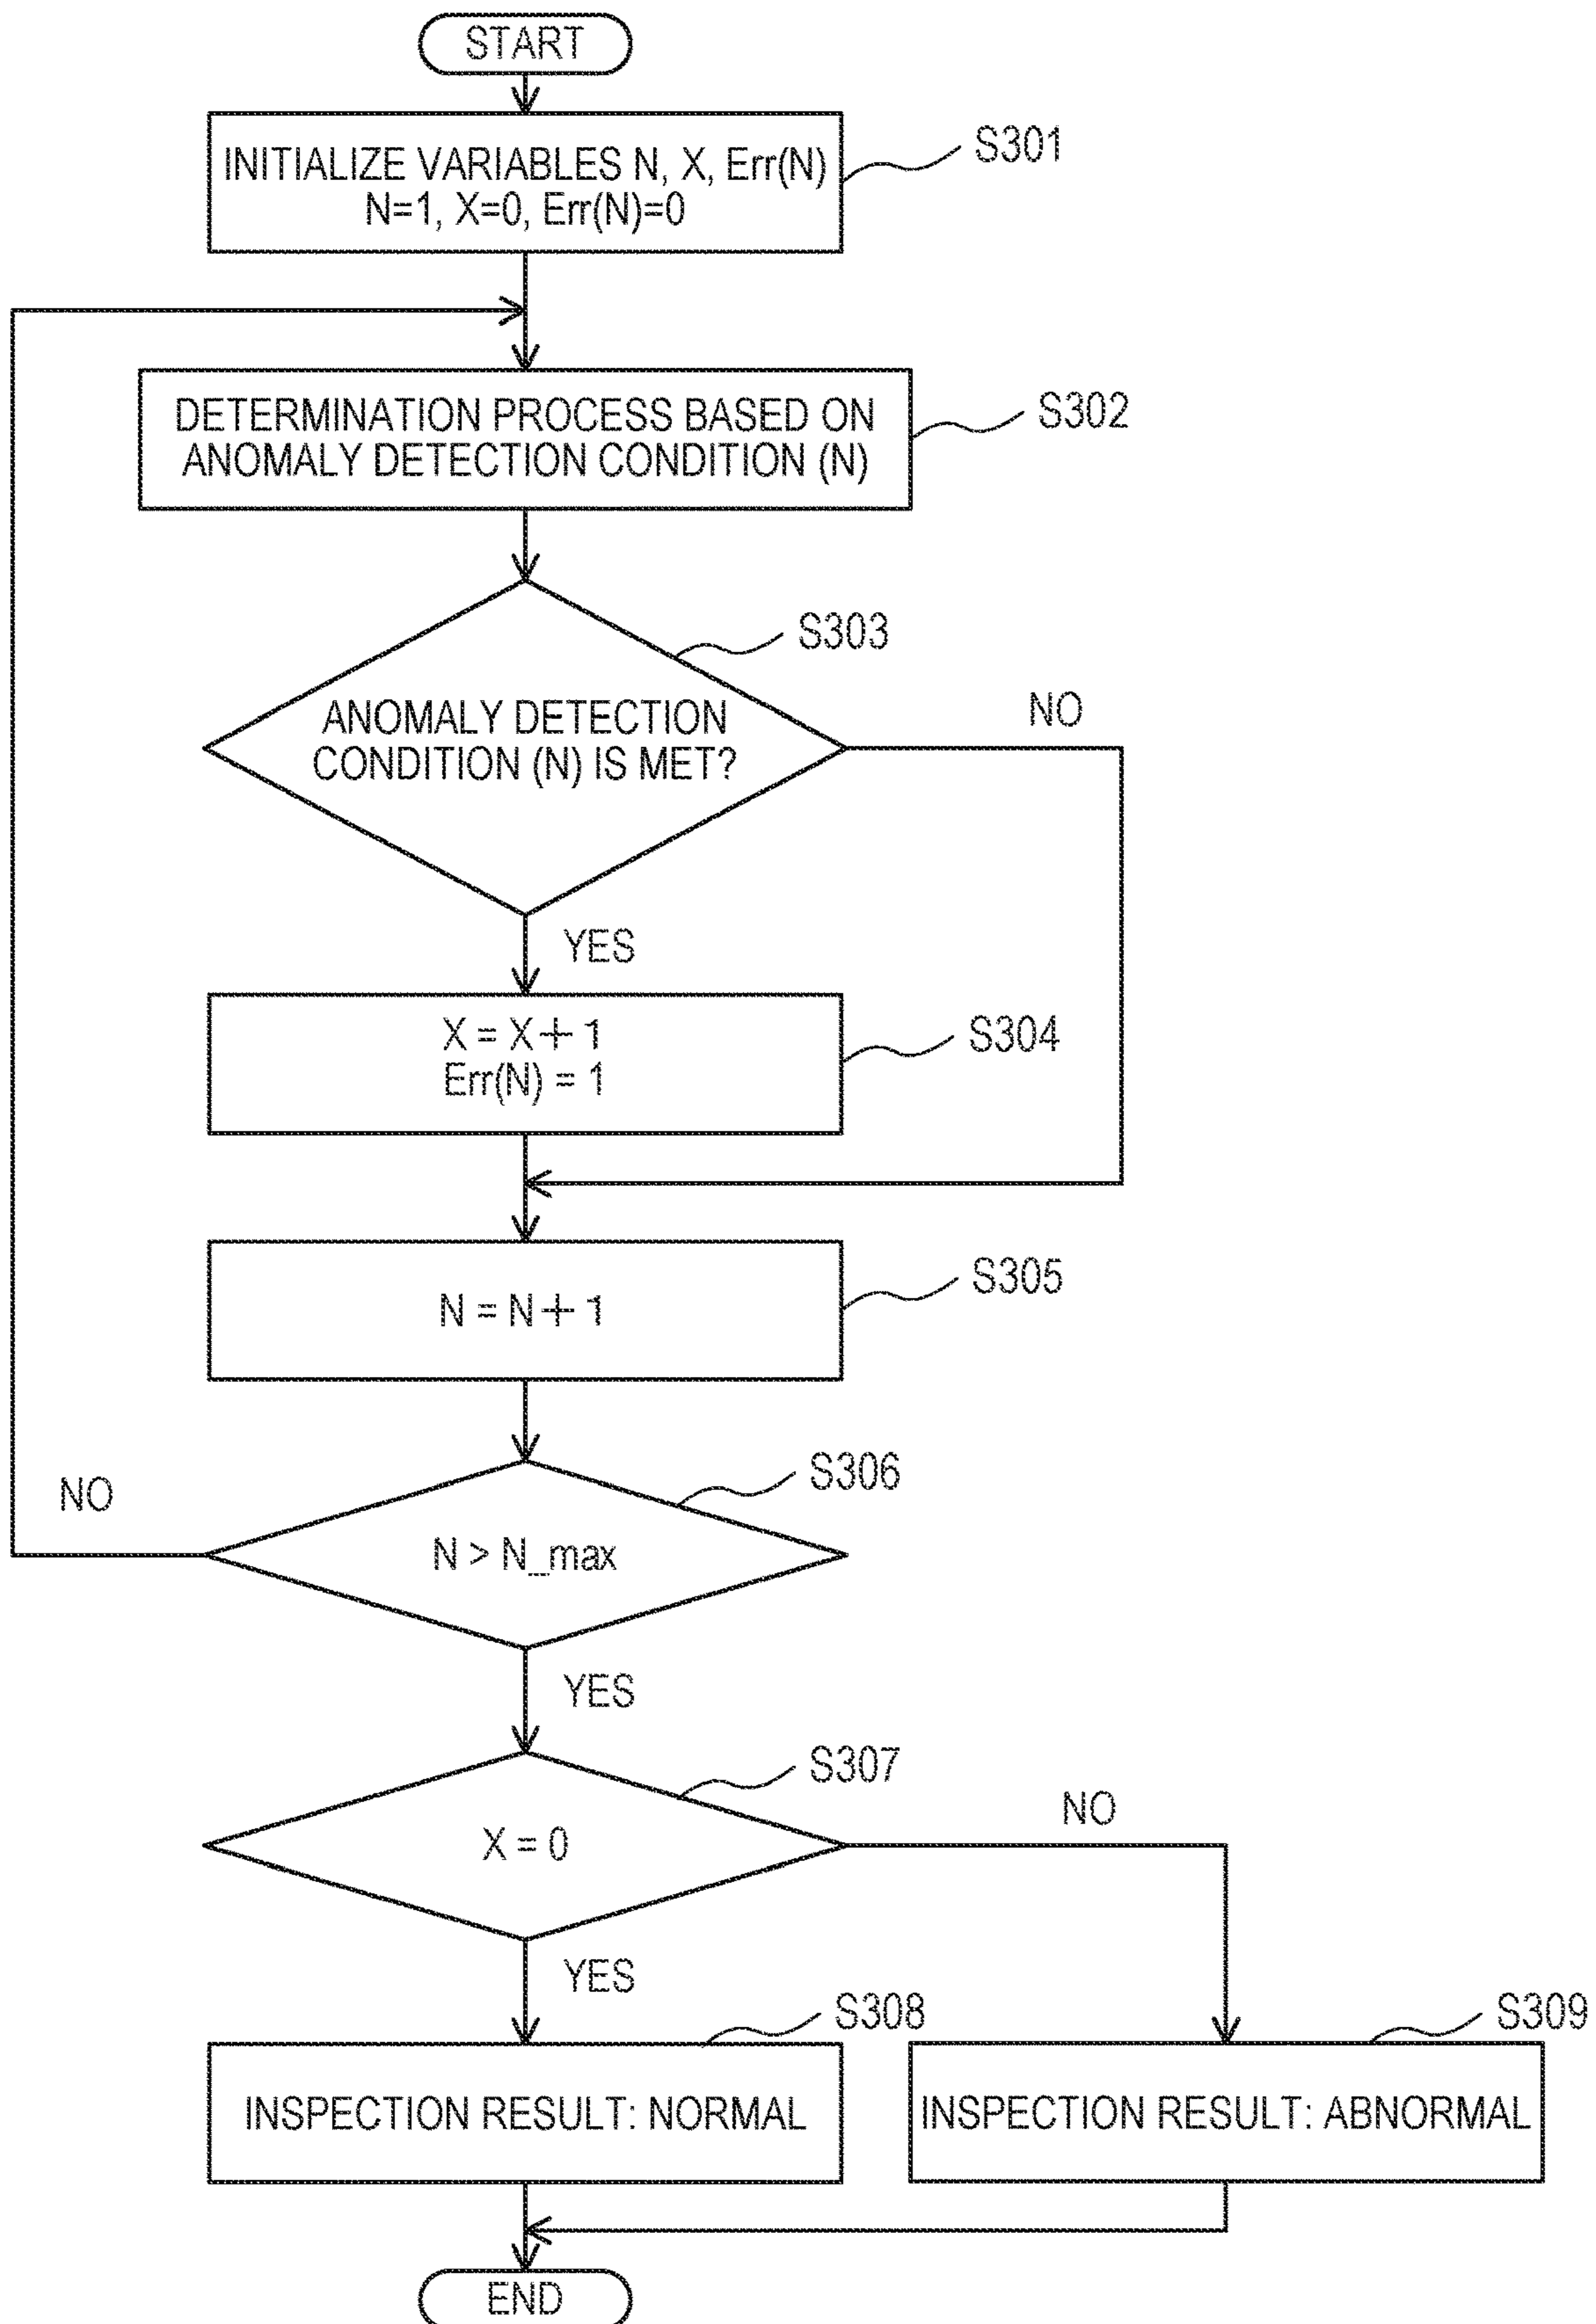 START
INITIALIZE VARIABLES N, X, Err(N)
N=1, X=0, Err(N)=0
S301
DETERMINATION PROCESS BASED ON
ANOMALY DETECTION CONDITION (N)
S302
S303
ANOMALY DETECTION
CONDITION (N) IS MET?
NO
YES
X = X + 1
Err(N) = 1
S304
N = N + 1
S305
S306
NO
N > N_max
YES
S307
NO
X = 0
YES
S308
S309
INSPECTION RESULT: NORMAL
INSPECTION RESULT: ABNORMAL
END